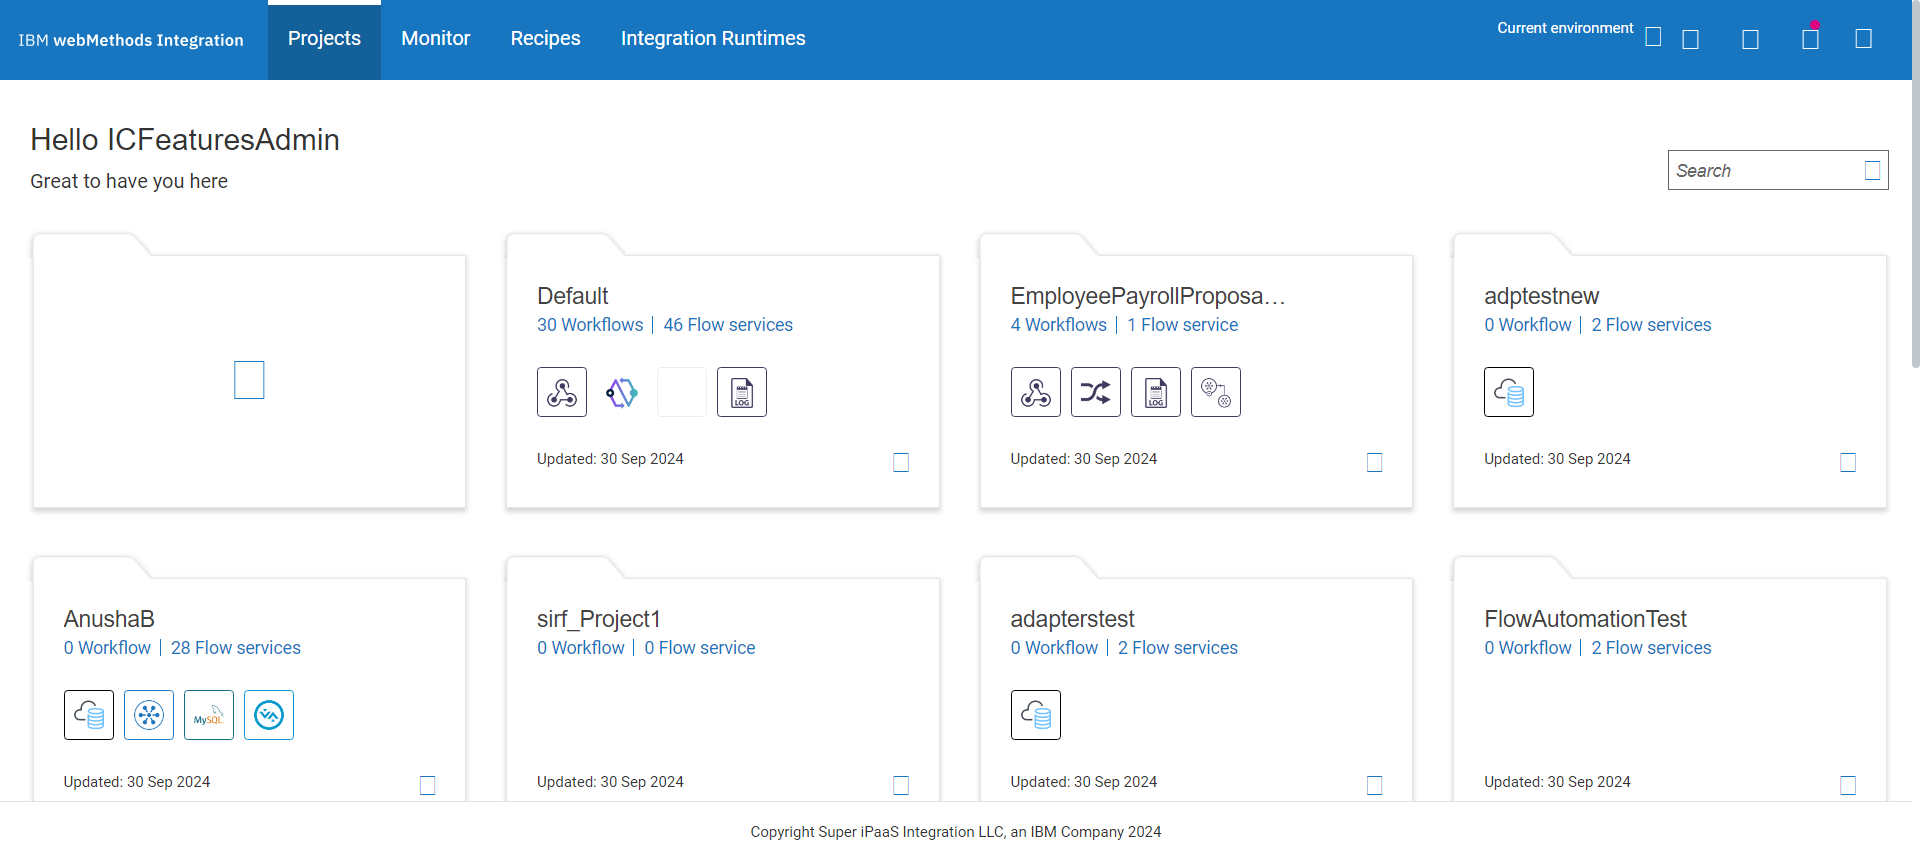 IBM webMethods Integration
Projects
Monitor
Recipes
Integration Runtimes
Current environment
Hello ICFeaturesAdmin
Great to have you here
Search
Default
30 Workflows | 46 Flow services
LOG
Updated: 30 Sep 2024
EmployeePayrollProposa...
4 Workflows | 1 Flow service
LOG
Updated: 30 Sep 2024
adptestnew
0 Workflow | 2 Flow services
Updated: 30 Sep 2024
AnushaB
0 Workflow | 28 Flow services
MySQL
Updated: 30 Sep 2024
sirf_Project1
0 Workflow | 0 Flow service
Updated: 30 Sep 2024
adapterstest
0 Workflow | 2 Flow services
Updated: 30 Sep 2024
FlowAutomationTest
0 Workflow | 2 Flow services
Updated: 30 Sep 2024
Copyright Super iPaaS Integration LLC, an IBM Company 2024